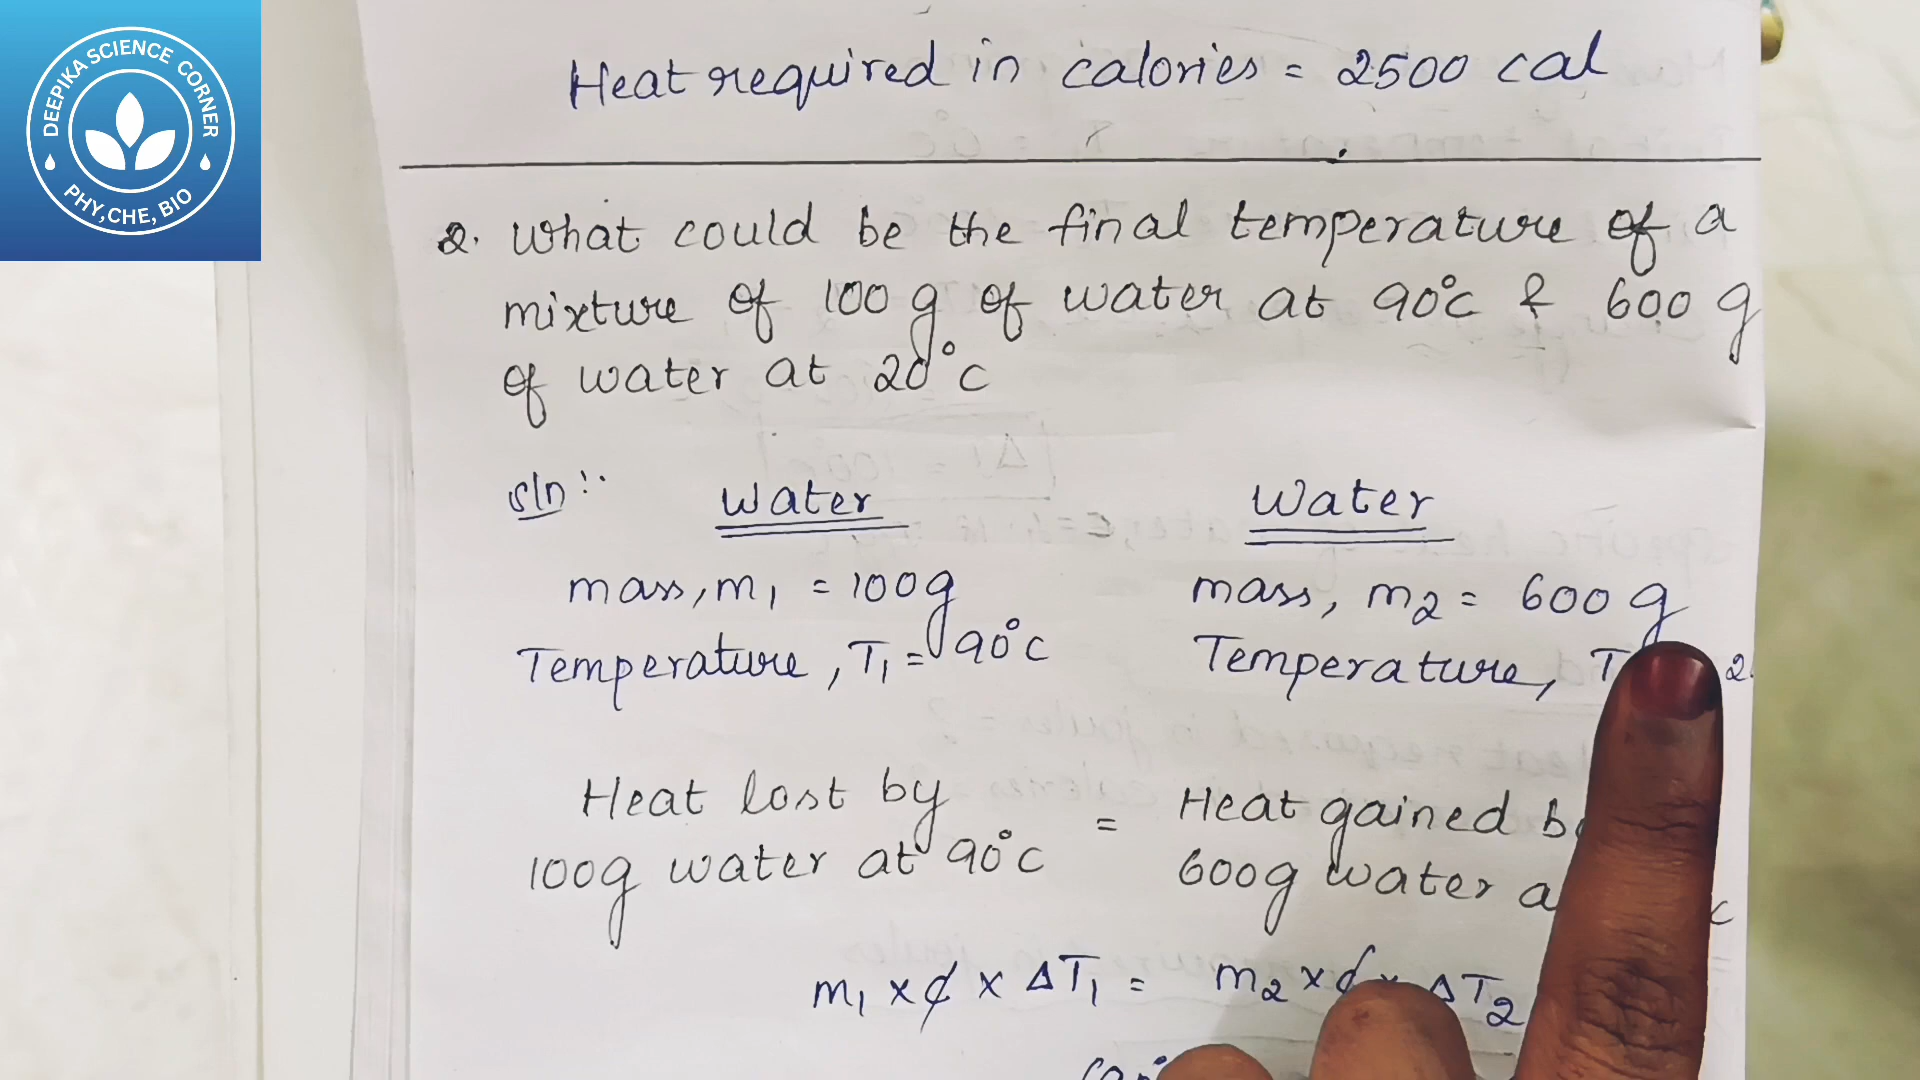 DEEPIKA SCIENCE CORNER
PHY,CHE, BIO
Heat required in calories = 2500 cal
2. What could be the final temperature of a
mixture of 100 g of water at 90°c & 600 g
of water at 20°c
Sln :·
Water
mass, m1 = 100g
Temperature, T1 = 90°c
Water
mass, m2 = 600 g
Temperature, T 2
Heat lost by
100g water at 90°c
=
Heat gained
600g water
c
m1 x c x ΔT1 = m2 x c x ΔT2